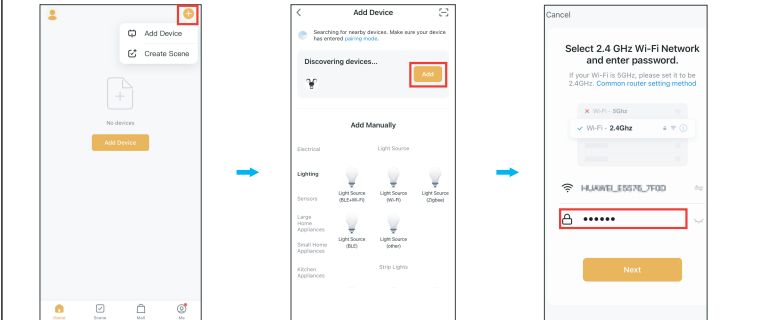 Add Device
Create Scene
No devices
Add Device
Home
Scene
Mall
Me
Add Device
Searching for nearby devices. Make sure your device
has entered pairing mode.
Discovering devices...
Add
Add Manually
Electrical
Lighting
Sensors
Large
Home
Appliances
Small Home
Appliances
Kitchen
Appliances
Light Source
Light Source
(BLE+Wi-Fi)
Light Source
(Wi-Fi)
Light Source
(Zigbee)
Light Source
(BLE)
Light Source
(other)
Strip Lights
Cancel
Select 2.4 GHz Wi-Fi Network
and enter password.
If your Wi-Fi is 5GHz, please set it to be
2.4GHz. Common router setting method
Wi-Fi - 5Ghz
Wi-Fi - 2.4Ghz
HUAWEI_E5576_7F0D
Next